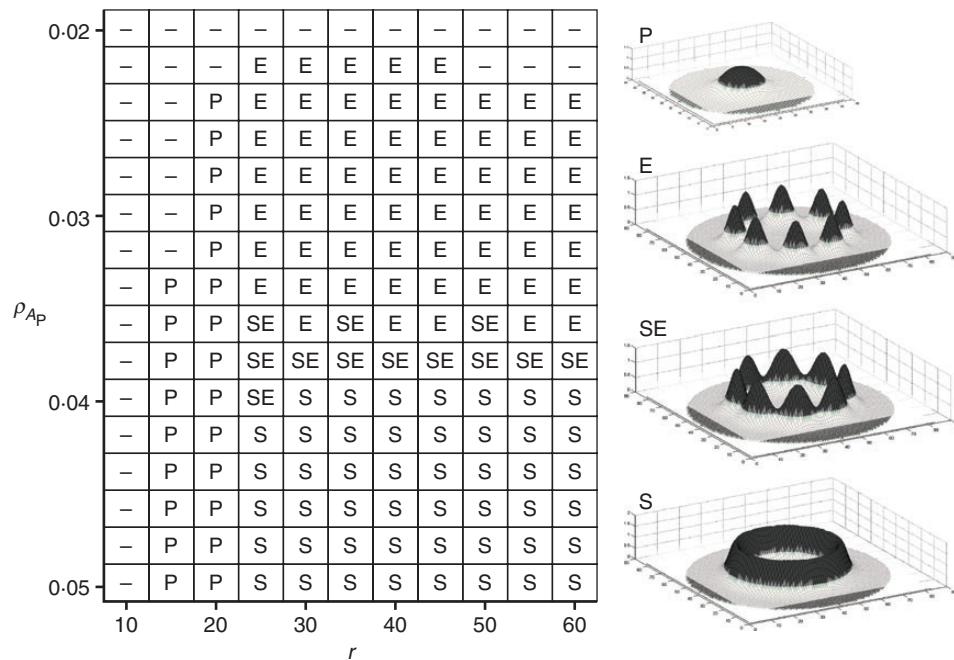 0·02 – – – – – – – – – – –
– – – E E E E E – – –
– – P E E E E E E E E
– – P E E E E E E E E
– – P E E E E E E E E
0·03 – – P E E E E E E E E
– – P E E E E E E E E
– P P E E E E E E E E
ρAP – P P SE E SE E E SE E E
– P P SE SE SE SE SE SE SE SE
0·04 – P P SE S S S S S S S
– P P S S S S S S S S
– P P S S S S S S S S
– P P S S S S S S S S
– P P S S S S S S S S
0·05 – P P S S S S S S S S
10 20 30 40 50 60
r
P
E
SE
S